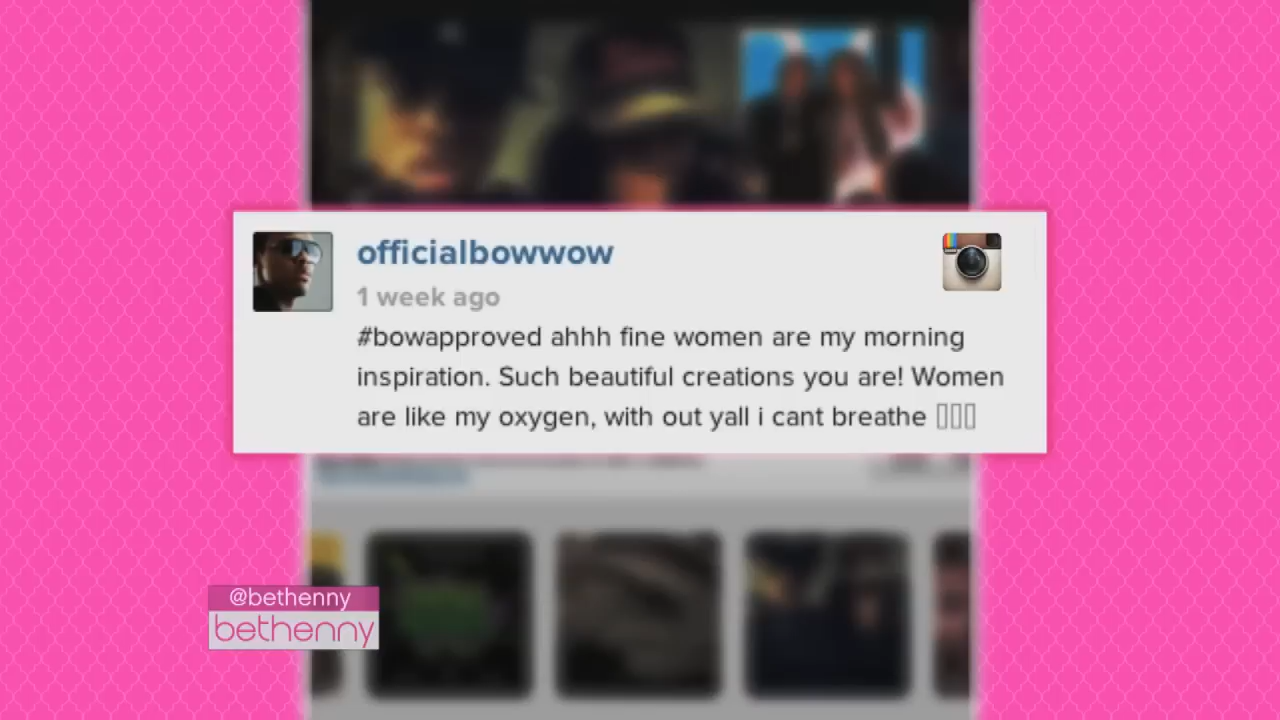 officialbowwow
1 week ago
#bowapproved ahhh fine women are my morning
inspiration. Such beautiful creations you are! Women
are like my oxygen, with out yall i cant breathe
@bethenny
bethenny